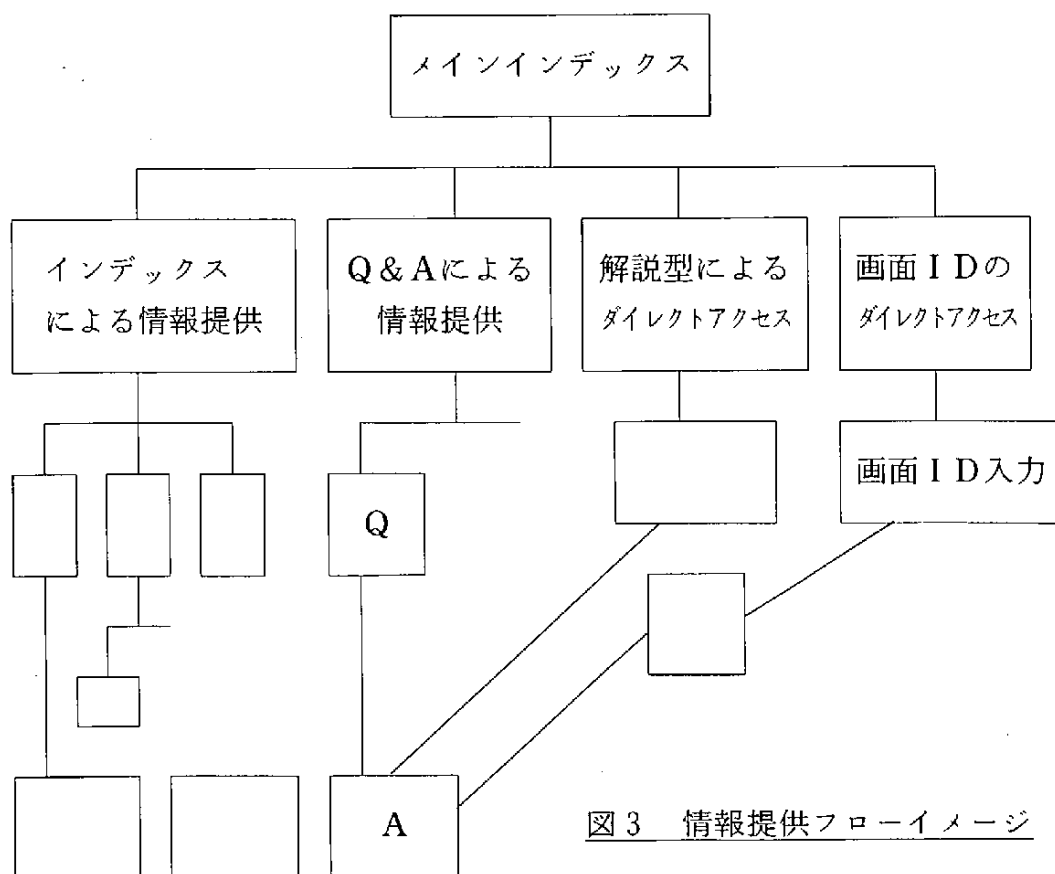 メインインデックス
インデックス
による情報提供
Q&Aによる
情報提供
解説型による
ダイレクトアクセス
画面IDの
ダイレクトアクセス
画面ID入力
Q
A
図3 情報提供フローイメージ